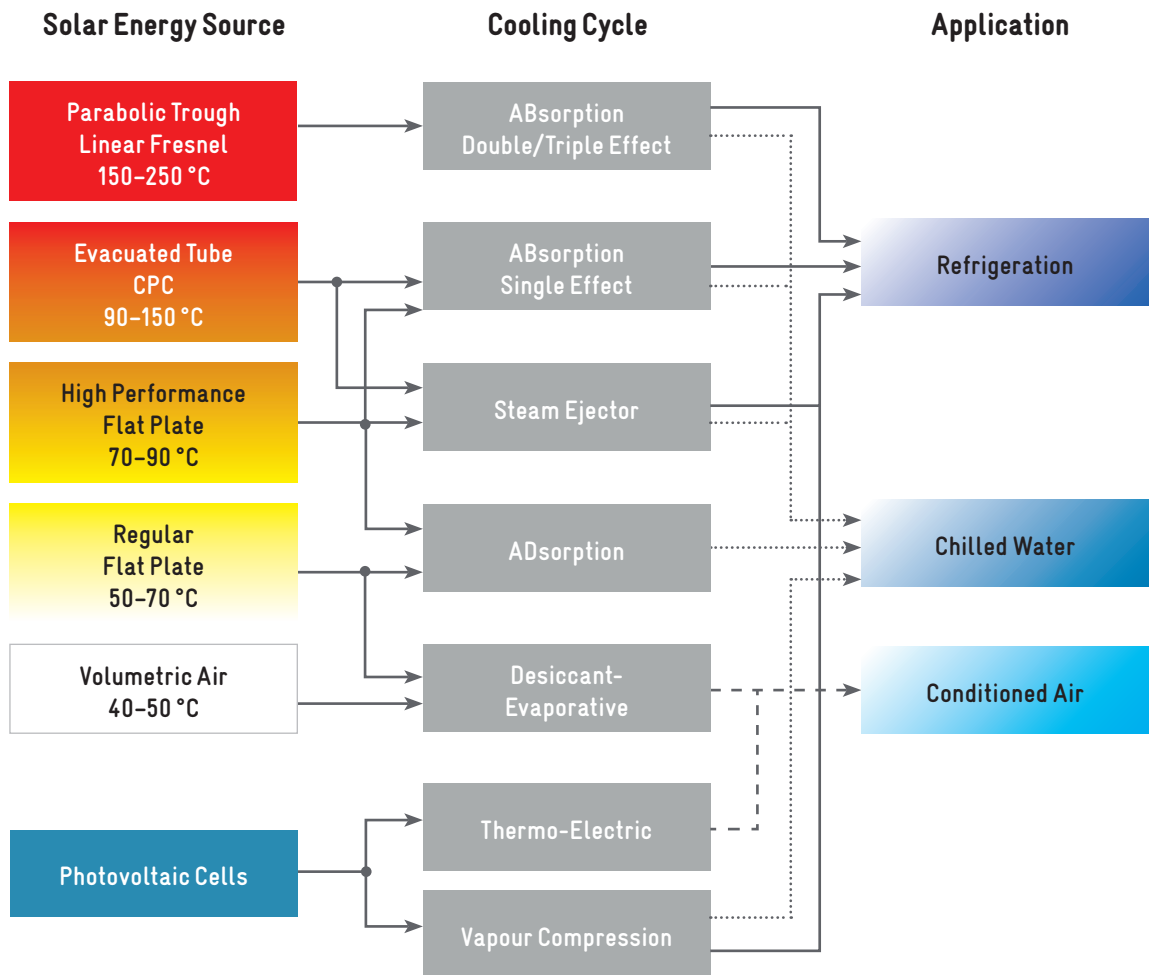 Solar Energy Source
Cooling Cycle
Application
Parabolic Trough
Linear Fresnel
150–250 °C
ABsorption
Double/Triple Effect
Evacuated Tube
CPC
90–150 °C
ABsorption
Single Effect
Refrigeration
High Performance
Flat Plate
70–90 °C
Steam Ejector
Regular
Flat Plate
50–70 °C
ADsorption
Chilled Water
Volumetric Air
40–50 °C
Desiccant-
Evaporative
Conditioned Air
Photovoltaic Cells
Thermo-Electric
Vapour Compression